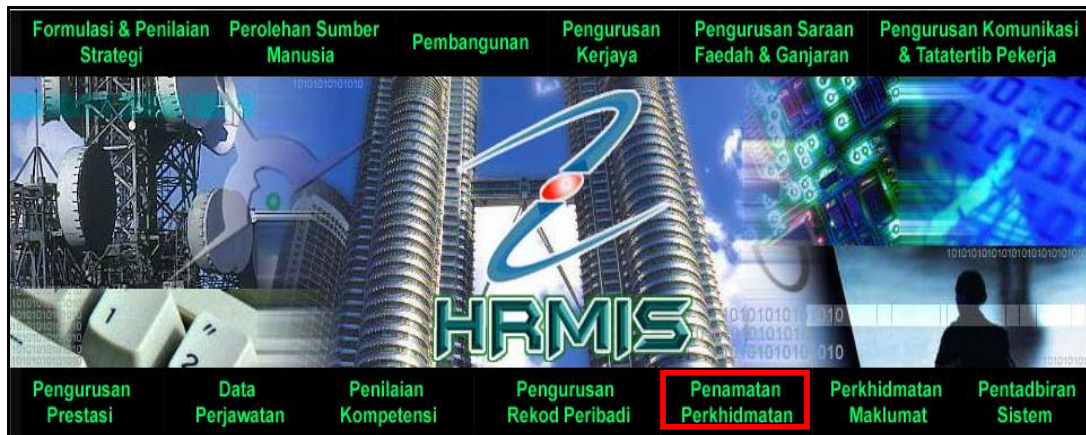 Formulasi & Penilaian Strategi
Perolehan Sumber Manusia
Pembangunan
Pengurusan Kerjaya
Pengurusan Saraan Faedah & Ganjaran
Pengurusan Komunikasi & Tatatertib Pekerja
10101010101010
HRMIS
Pengurusan Prestasi
Data Perjawatan
Penilaian Kompetensi
Pengurusan Rekod Peribadi
Penamatan Perkhidmatan
Perkhidmatan Maklumat
Pentadbiran Sistem